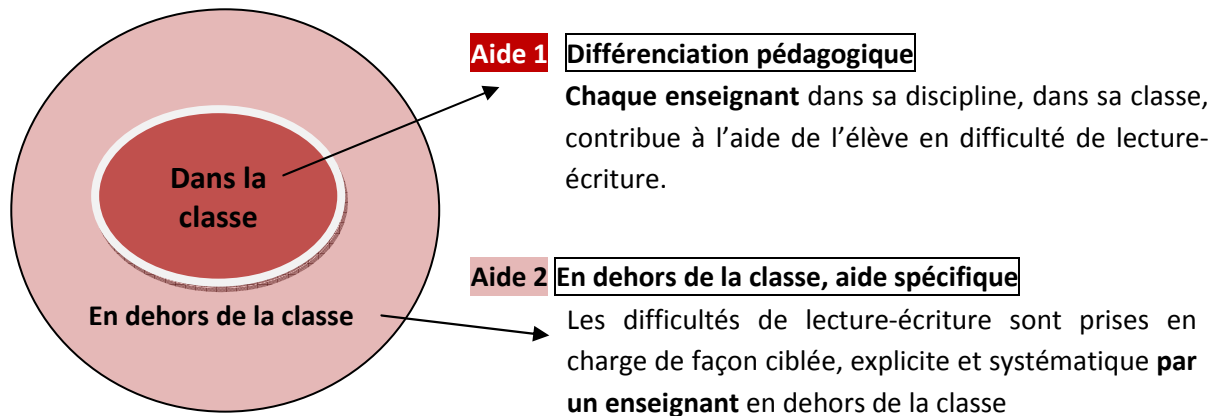 Aide 1 Différenciation pédagogique
Chaque enseignant dans sa discipline, dans sa classe,
contribue à l'aide de l'élève en difficulté de lecture-
écriture.
Dans la
classe
Aide 2 En dehors de la classe, aide spécifique
En dehors de la classe
Les difficultés de lecture-écriture sont prises en
charge de façon ciblée, explicite et systématique par
un enseignant en dehors de la classe